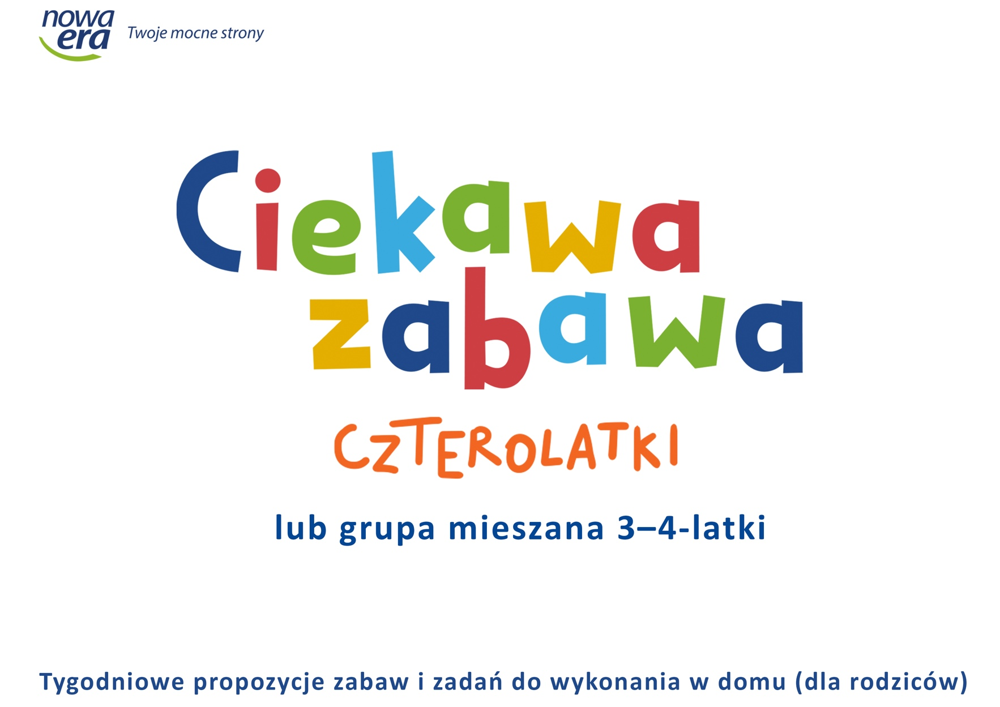 nowa
era
Twoje mocne strony
Ciekawa
zabawa
CZTEROLATKI
lub grupa mieszana 3–4-latki
Tygodniowe propozycje zabaw i zadań do wykonania w domu (dla rodziców)